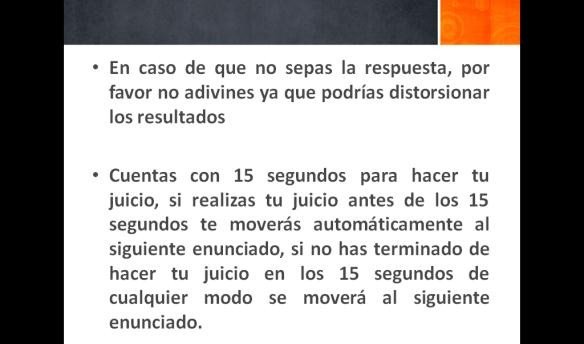 • En caso de que no sepas la respuesta, por
favor no adivines ya que podrías distorsionar
los resultados
• Cuentas con 15 segundos para hacer tu
juicio, si realizas tu juicio antes de los 15
segundos te moverás automáticamente al
siguiente enunciado, si no has terminado de
hacer tu juicio en los 15 segundos de
cualquier modo se moverá al siguiente
enunciado.